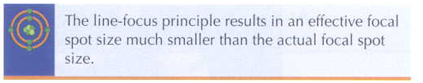 The line-focus principle results in an effective focal
spot size much smaller than the actual focal spot
size.